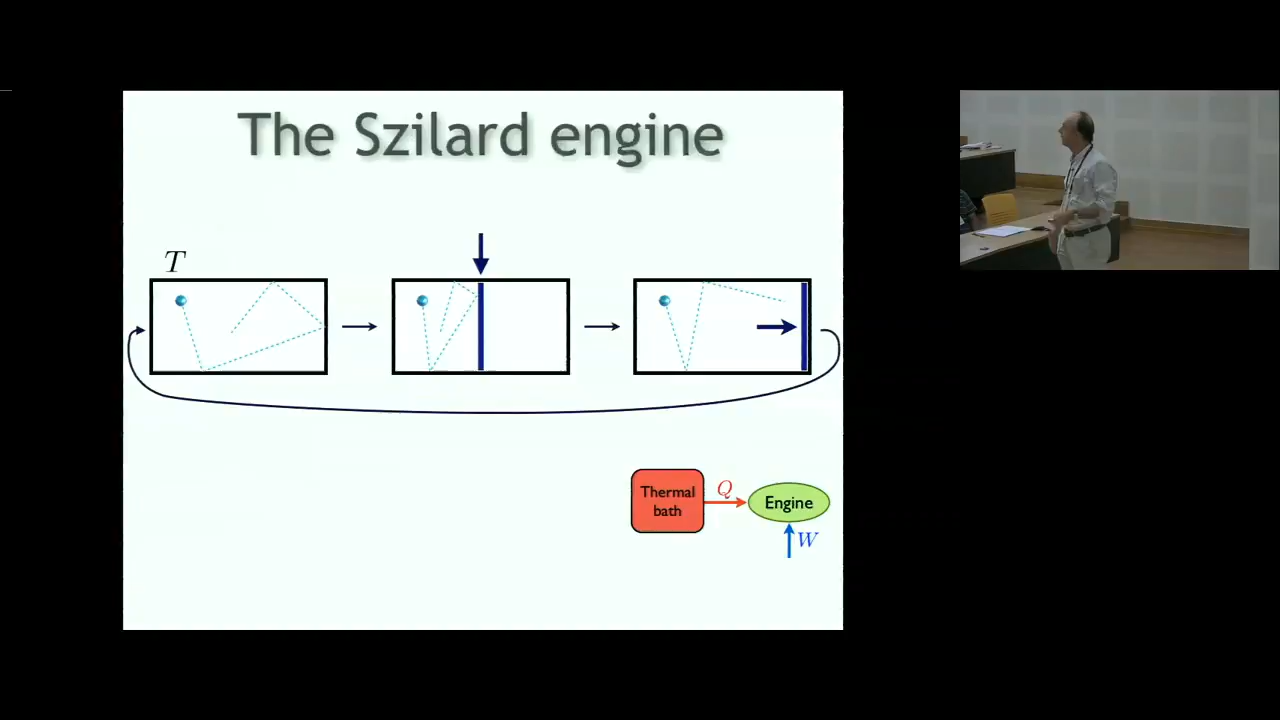 The Szilard engine
T
Thermal
bath
Q
Engine
W